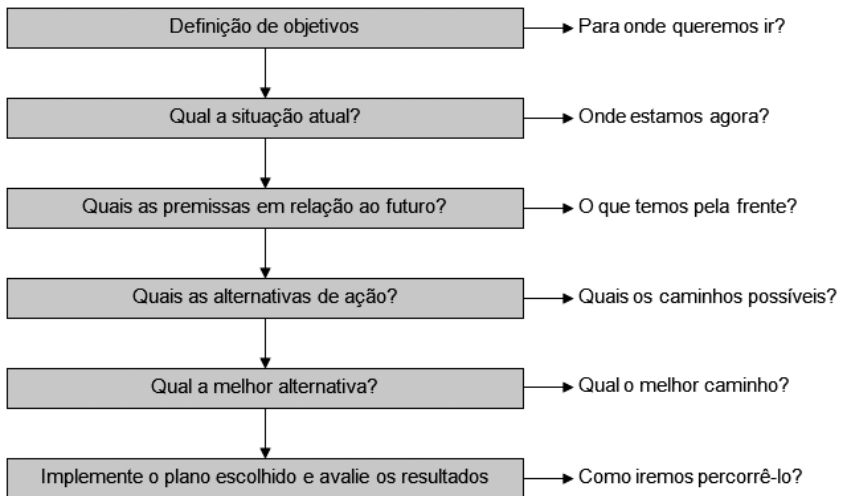 Definição de objetivos
Para onde queremos ir?
Qual a situação atual?
Onde estamos agora?
Quais as premissas em relação ao futuro?
O que temos pela frente?
Quais as alternativas de ação?
Quais os caminhos possíveis?
Qual a melhor alternativa?
Qual o melhor caminho?
Implemente o plano escolhido e avalie os resultados
Como iremos percorrê-lo?